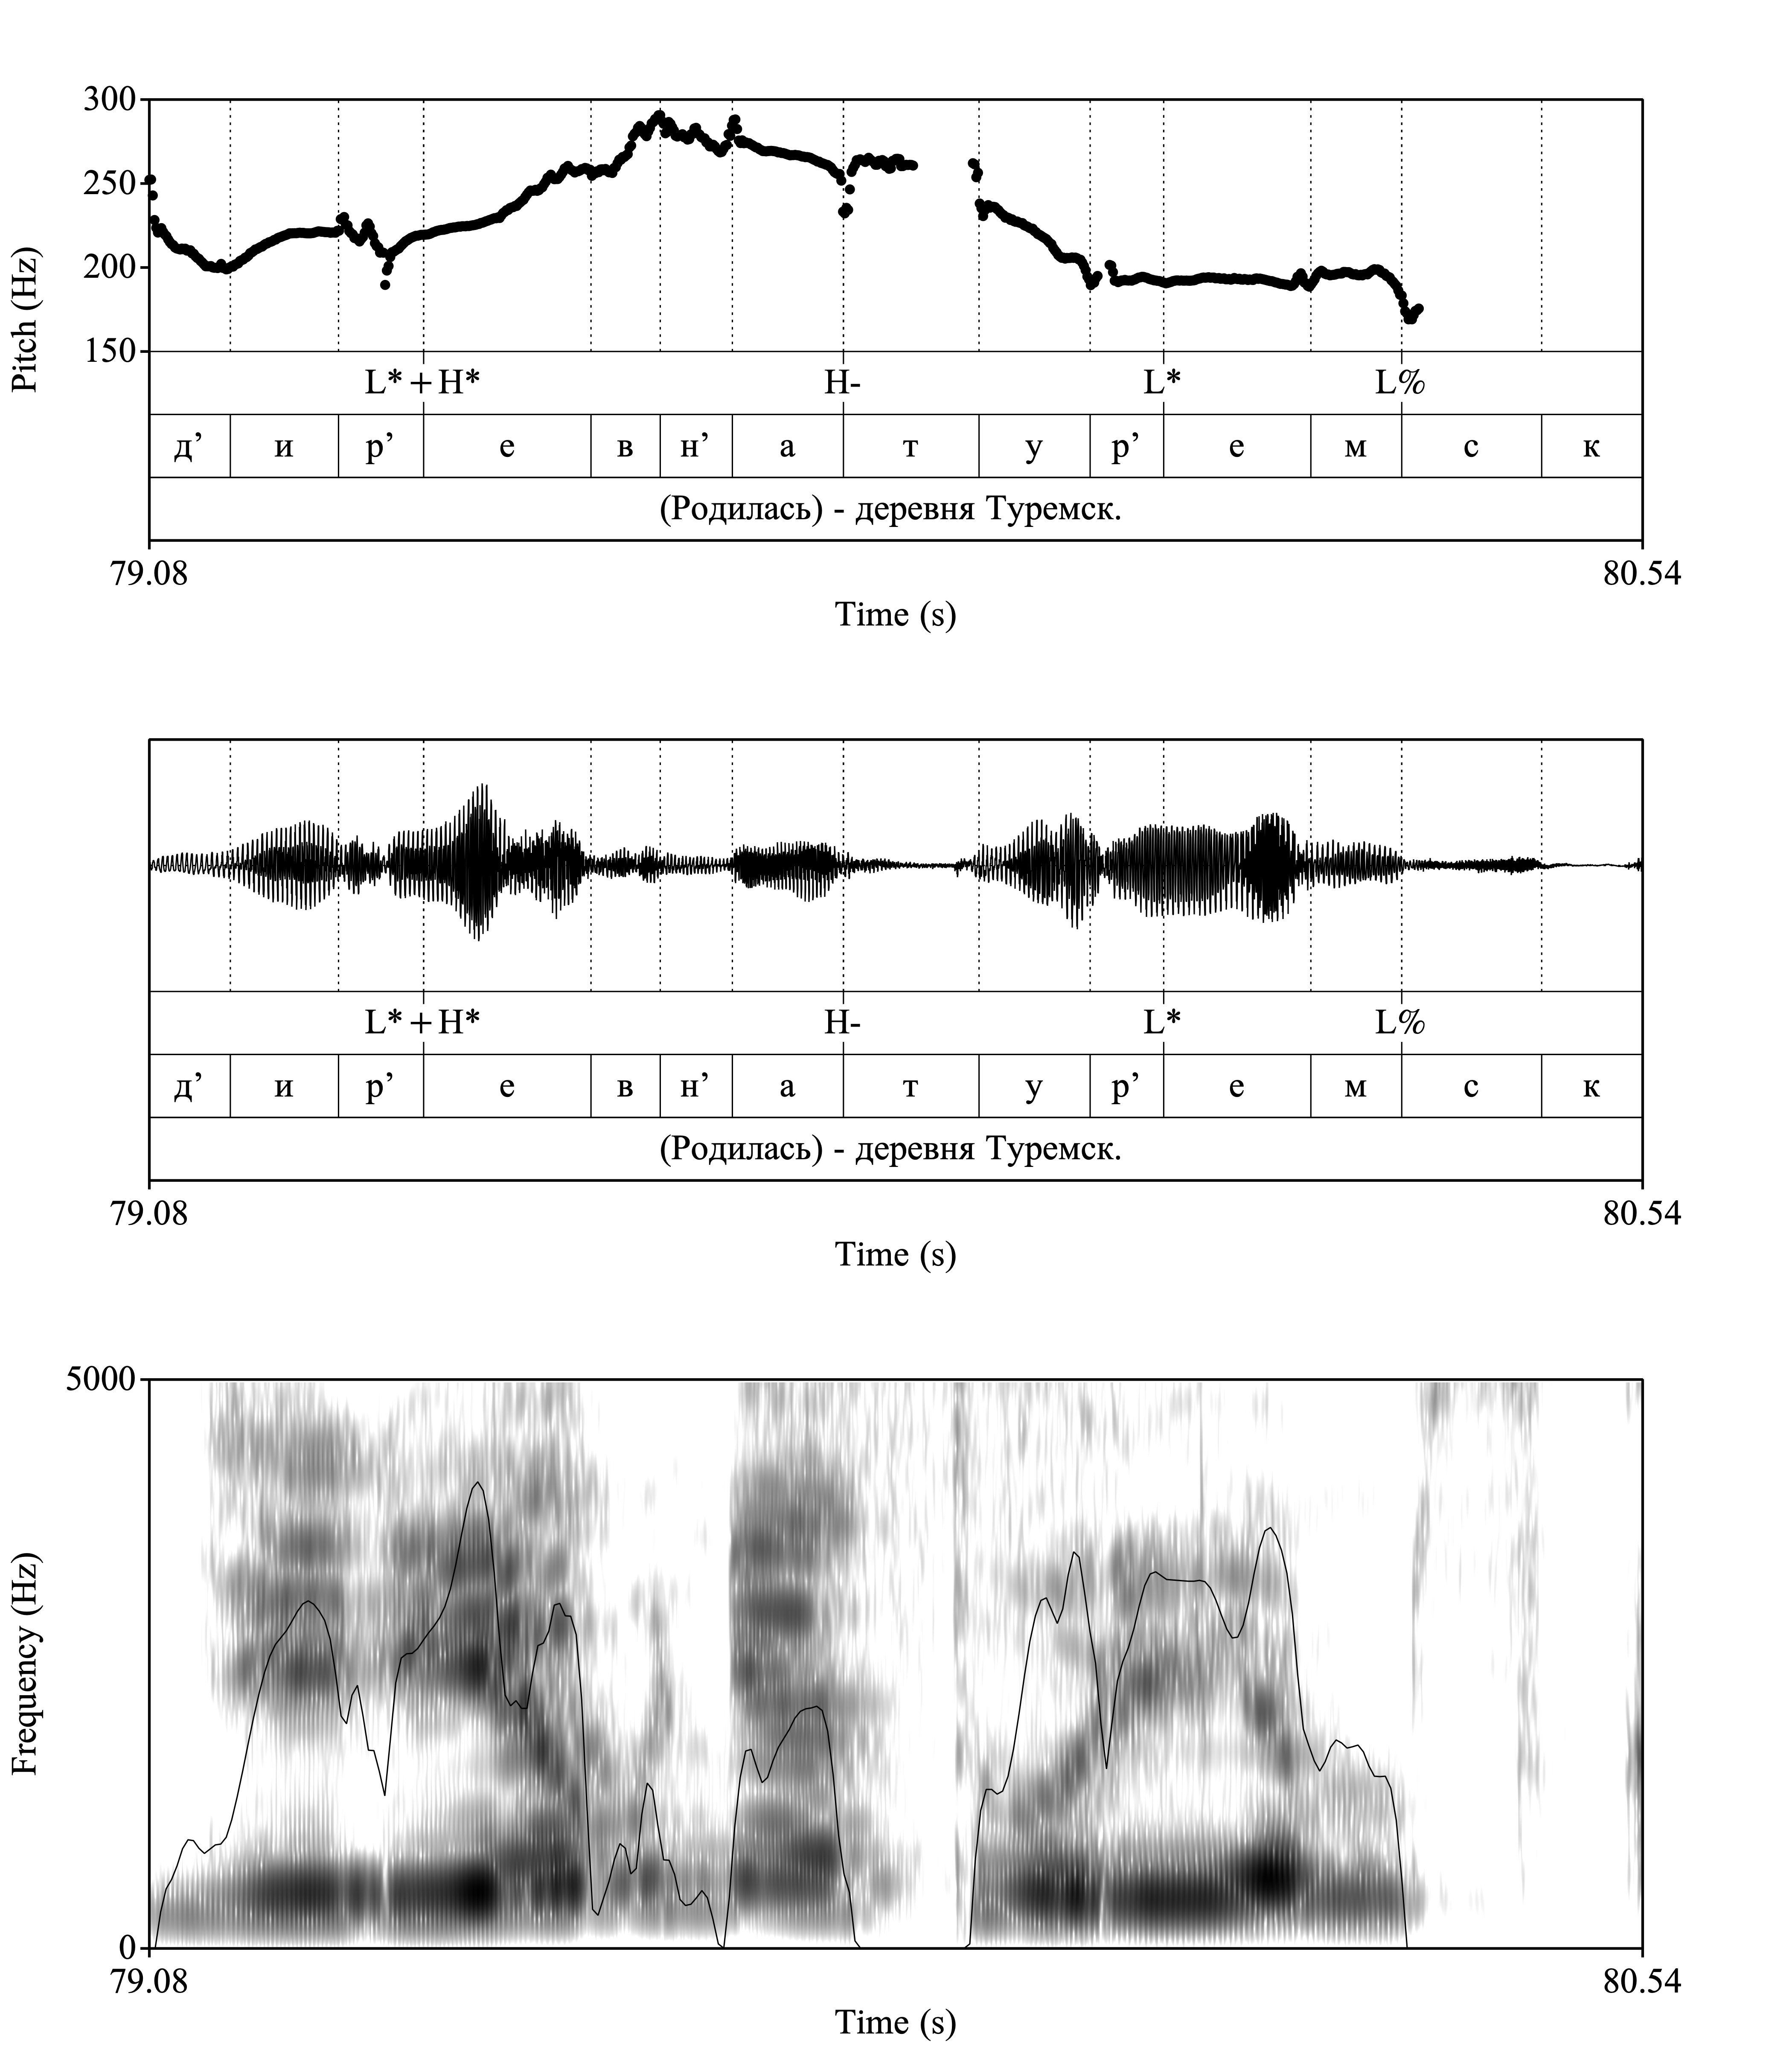 300
250
200
150
Pitch (Hz)
L*+H* H- L* L%
д’ и р’ е в н’ а т у р’ е м с к
(Родилась) - деревня Туремск.
79.08 80.54
Time (s)
L*+H* H- L* L%
д’ и р’ е в н’ а т у р’ е м с к
(Родилась) - деревня Туремск.
79.08 80.54
Time (s)
5000
Frequency (Hz)
0
79.08 80.54
Time (s)